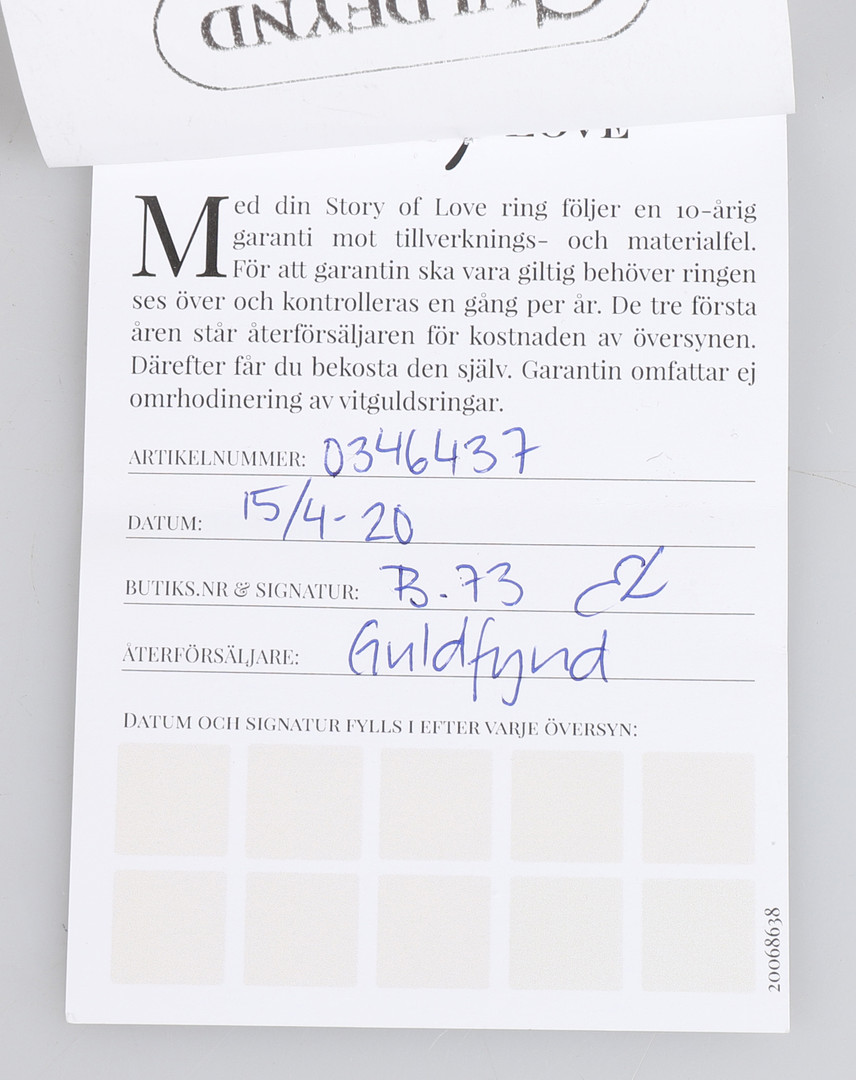 GULDFYND
LOVE
Med din Story of Love ring följer en 10-årig
garanti mot tillverknings- och materialfel.
För att garantin ska vara giltig behöver ringen
ses över och kontrolleras en gång per år. De tre första
åren står återförsäljaren för kostnaden av översynen.
Därefter får du bekosta den själv. Garantin omfattar ej
omrhodinering av vitguldsringar.
ARTIKELNUMMER: 0346437
DATUM: 15/4-20
BUTIKS.NR & SIGNATUR: B.73
ÅTERFÖRSÄLJARE: Guldfynd
DATUM OCH SIGNATUR FYLLS I EFTER VARJE ÖVERSYN:
20068638